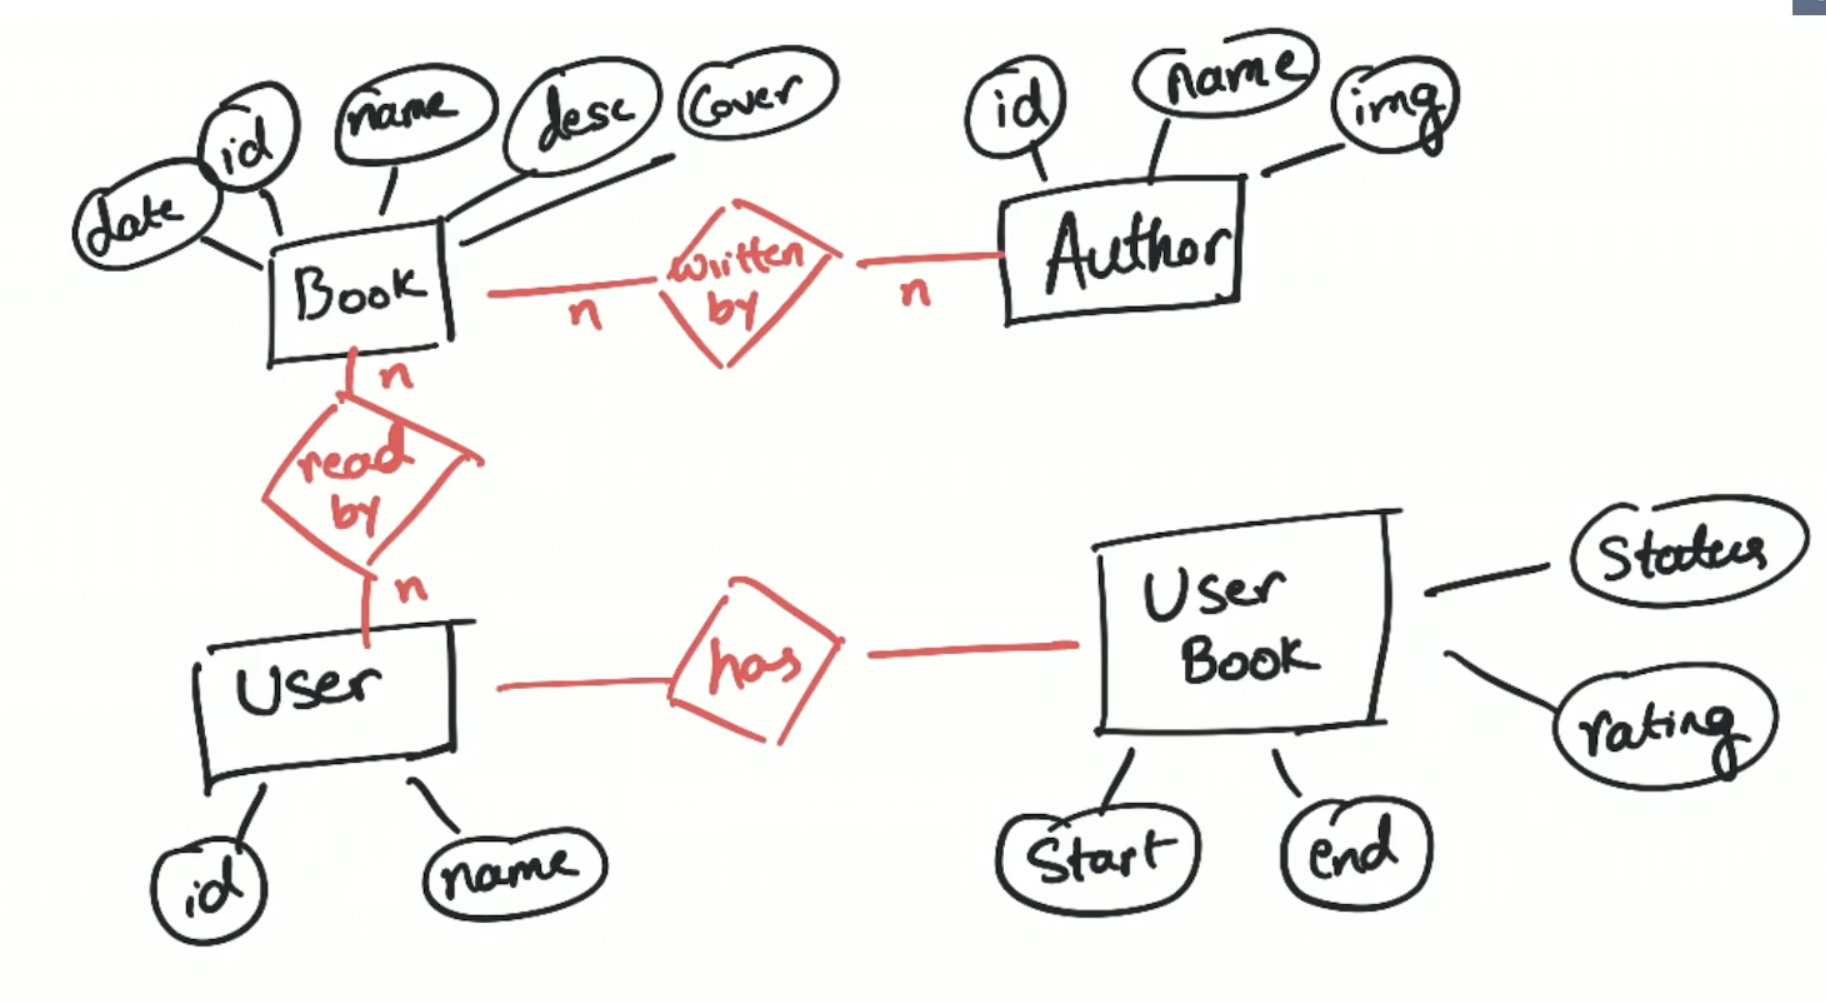 date
id
name
desc
Cover
id
name
img
Book
n
written
by
n
Author
n
read
by
n
User
has
User
Book
Status
rating
id
name
Start
end